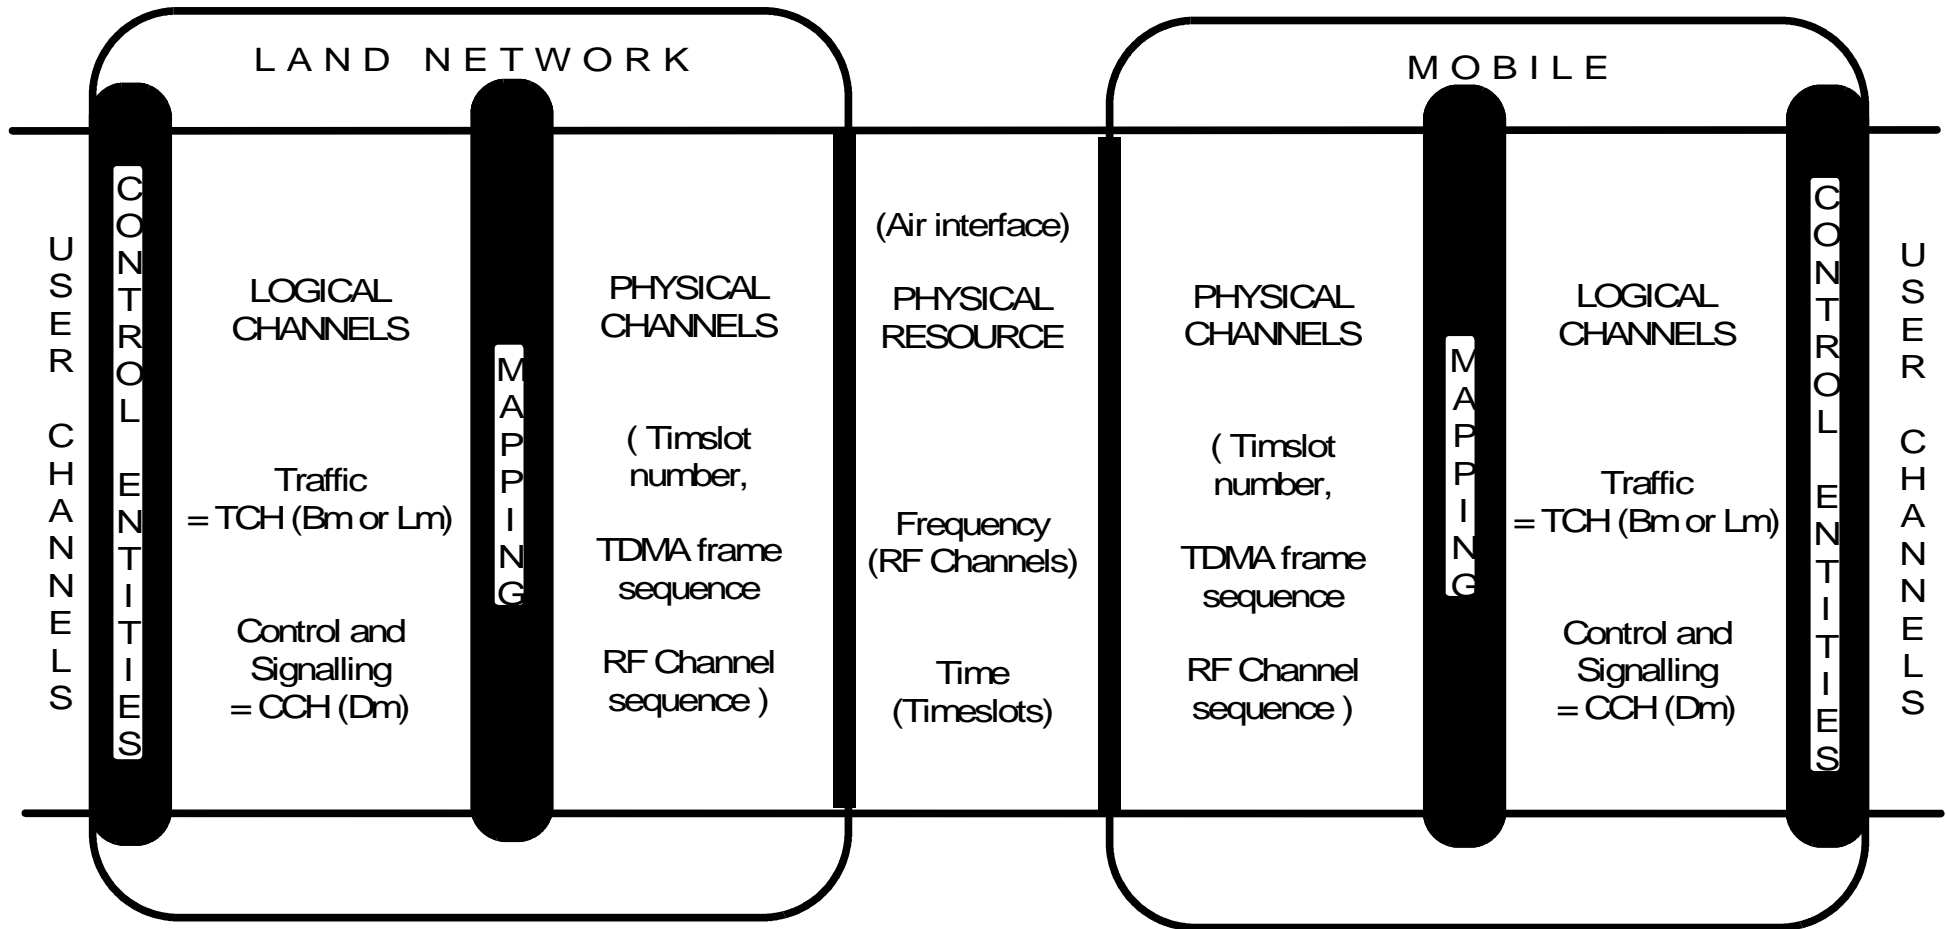 LAND NETWORK
MOBILE
USER CHANNELS
CONTROL ENTITIES
LOGICAL
CHANNELS
Traffic
= TCH (Bm or Lm)
Control and
Signalling
= CCH (Dm)
MAPPING
PHYSICAL
CHANNELS
( Timslot
number,
TDMA frame
sequence
RF Channel
sequence )
(Air interface)
PHYSICAL
RESOURCE
Frequency
(RF Channels)
Time
(Timeslots)
PHYSICAL
CHANNELS
( Timslot
number,
TDMA frame
sequence
RF Channel
sequence )
MAPPING
LOGICAL
CHANNELS
Traffic
= TCH (Bm or Lm)
Control and
Signalling
= CCH (Dm)
CONTROL ENTITIES
USER CHANNELS